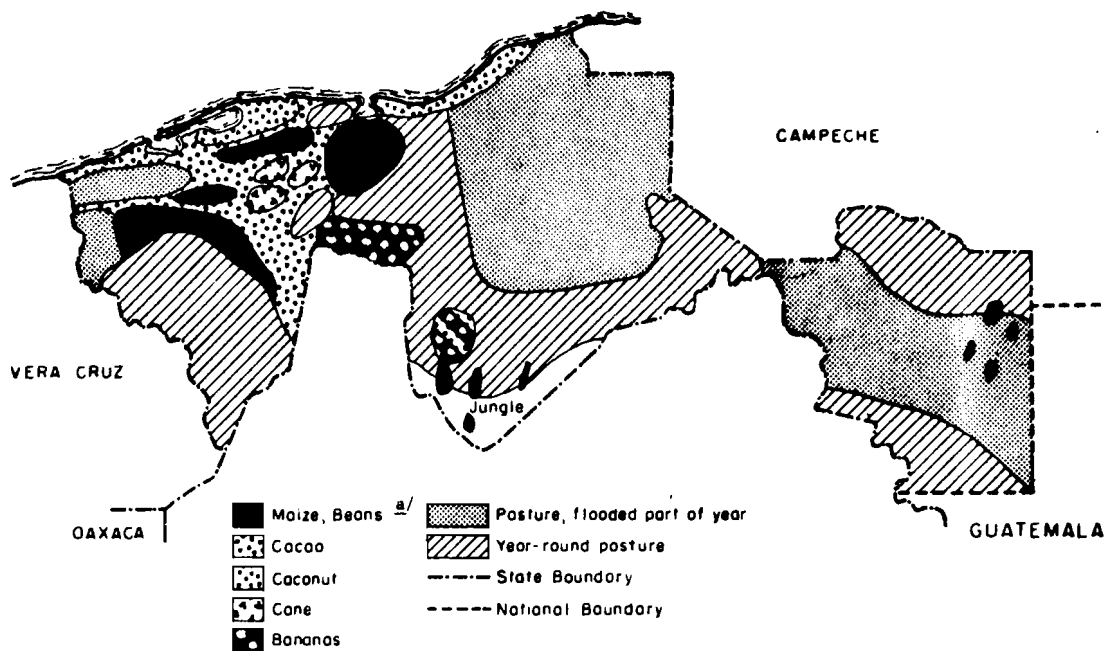 CAMPECHE
VERA CRUZ
Jungle
OAXACA
GUATEMALA
Maize, Beans a/
Cacao
Caconut
Cane
Bananas
Pasture, flooded part of year
Year-round pasture
State Boundary
National Boundary